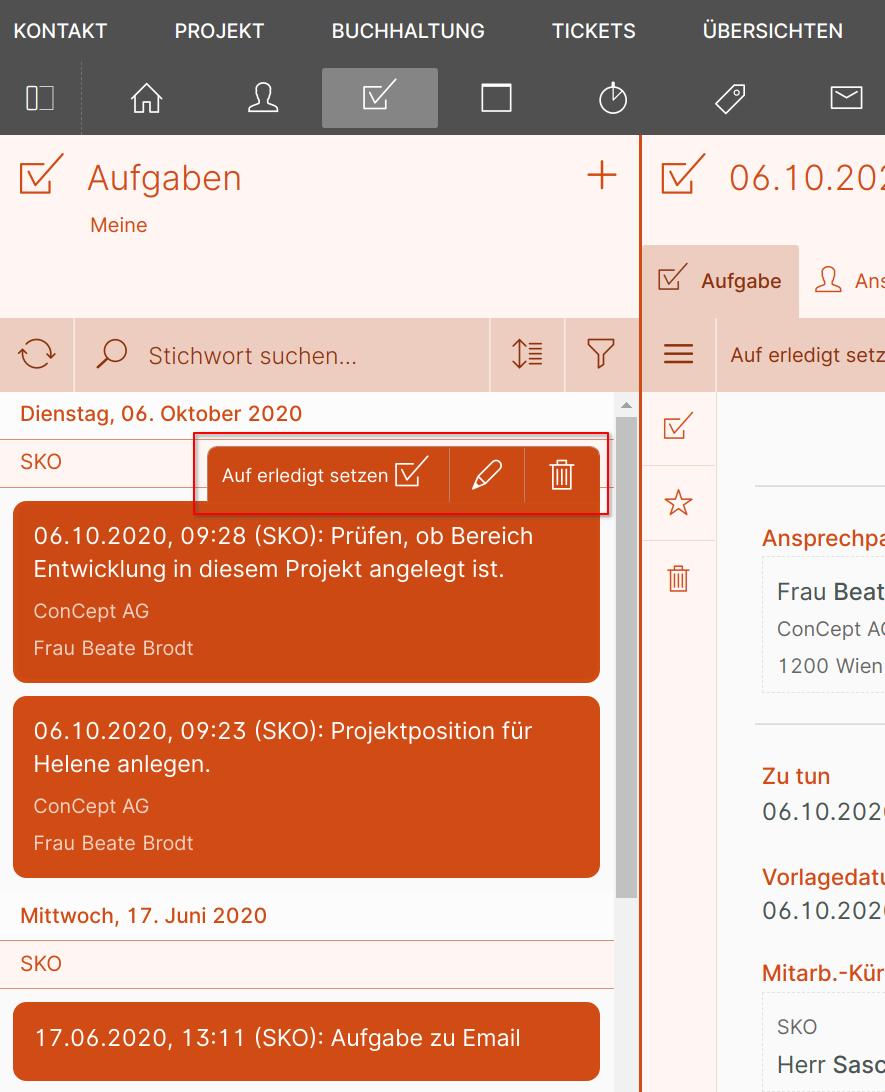 KONTAKT PROJEKT BUCHHALTUNG TICKETS ÜBERSICHTEN
Aufgaben
Meine
Stichwort suchen...
Dienstag, 06. Oktober 2020
SKO
Auf erledigt setzen
06.10.2020, 09:28 (SKO): Prüfen, ob Bereich
Entwicklung in diesem Projekt angelegt ist.
ConCept AG
Frau Beate Brodt
06.10.2020, 09:23 (SKO): Projektposition für
Helene anlegen.
ConCept AG
Frau Beate Brodt
Mittwoch, 17. Juni 2020
SKO
17.06.2020, 13:11 (SKO): Aufgabe zu Email
06.10.202
Aufgabe
Ans
Auf erledigt setz
Ansprechpa
Frau Beat
ConCept AG
1200 Wien
Zu tun
06.10.2020
Vorlagedatu
06.10.2020
Mitarb.-Kür
SKO
Herr Sasc